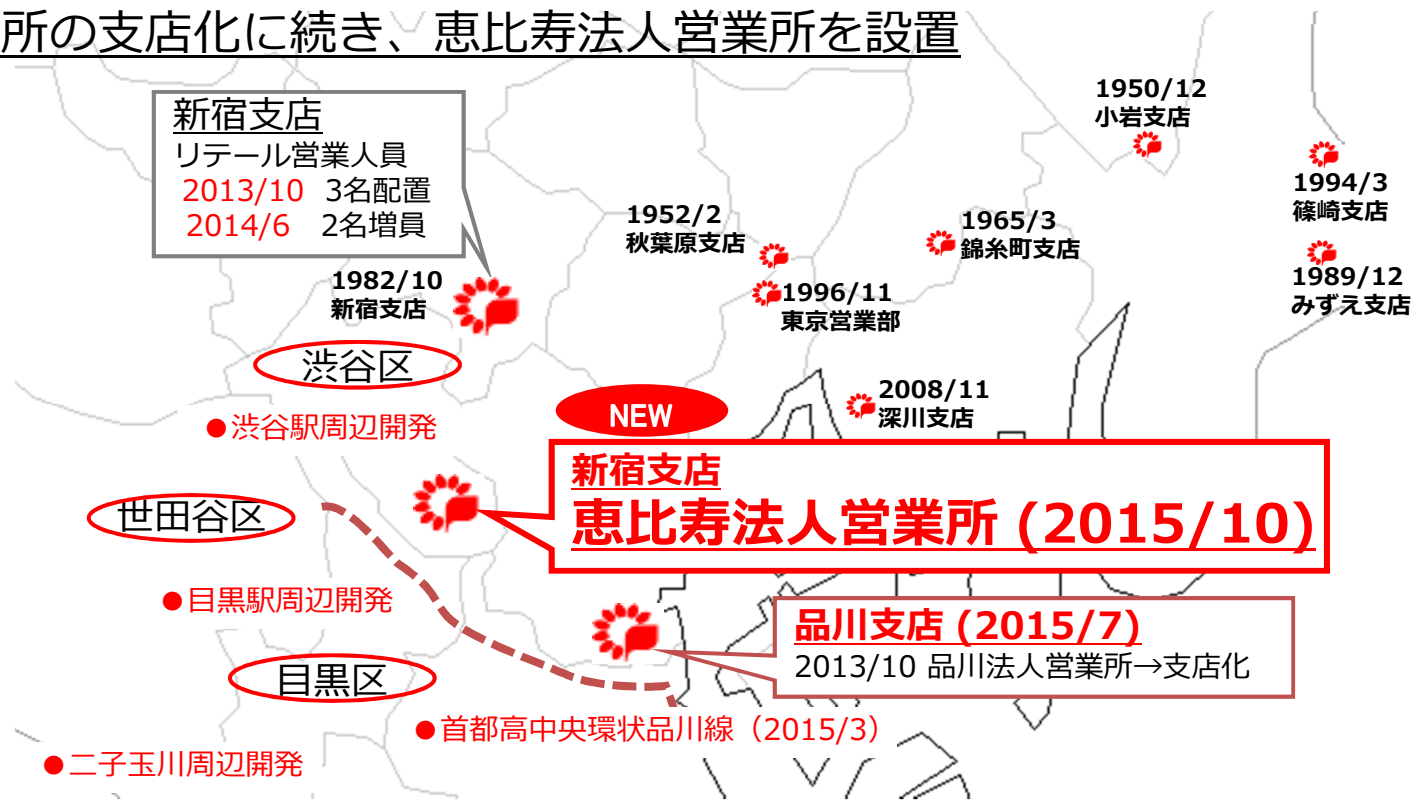 所の支店化に続き、恵比寿法人営業所を設置
新宿支店
リテール営業人員
2013/10 3名配置
2014/6 2名増員
1950/12
小岩支店
1994/3
篠崎支店
1952/2
秋葉原支店
1965/3
錦糸町支店
1989/12
みずえ支店
1982/10
新宿支店
1996/11
東京営業部
渋谷区
2008/11
深川支店
●渋谷駅周辺開発
NEW
新宿支店
恵比寿法人営業所 (2015/10)
世田谷区
●目黒駅周辺開発
品川支店 (2015/7)
2013/10 品川法人営業所→支店化
目黒区
●首都高中央環状品川線（2015/3）
●二子玉川周辺開発